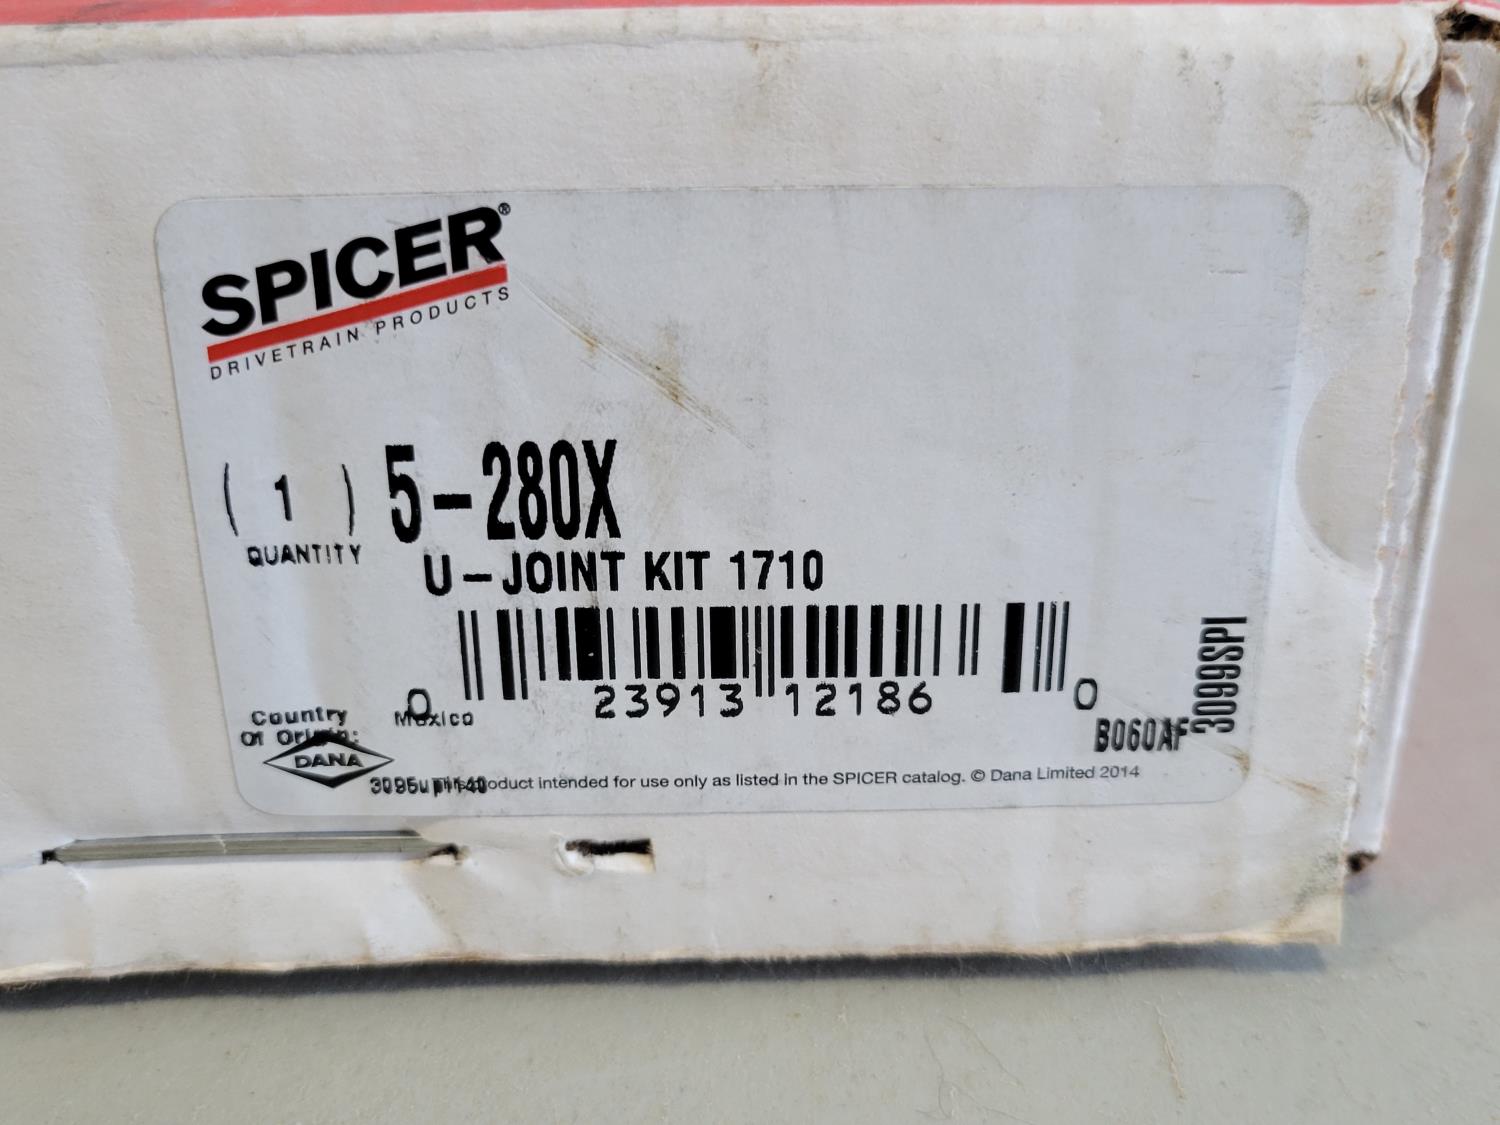 SPICER®
DRIVETRAIN PRODUCTS
( 1 ) 5-280X
QUANTITY
U-JOINT KIT 1710
0 23913 12186 0
Country Mexico
Of Origin:
DANA
B060AF
3099SPI
product intended for use only as listed in the SPICER catalog. © Dana Limited 2014